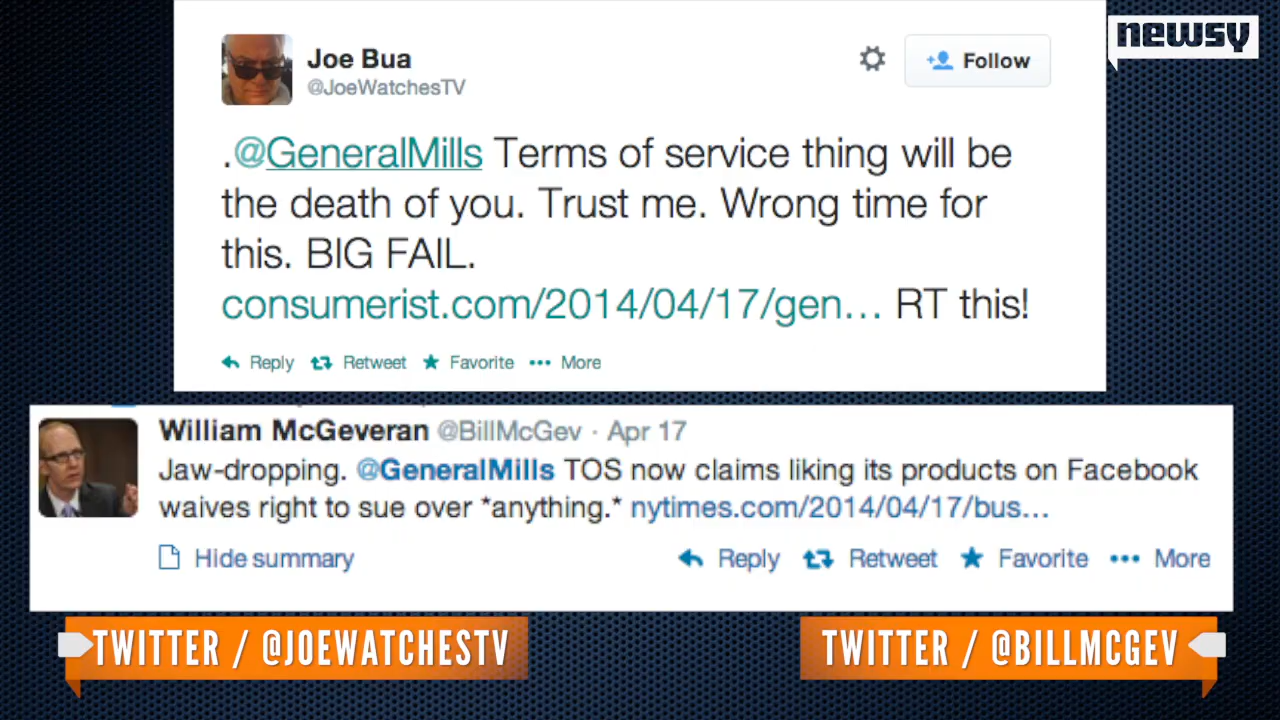 newsy
Joe Bua
@JoeWatchesTV
Follow
.@GeneralMills Terms of service thing will be
the death of you. Trust me. Wrong time for
this. BIG FAIL.
consumerist.com/2014/04/17/gen... RT this!
Reply Retweet Favorite ••• More
William McGeveran @BillMcGev · Apr 17
Jaw-dropping. @GeneralMills TOS now claims liking its products on Facebook
waives right to sue over *anything.* nytimes.com/2014/04/17/bus...
Hide summary Reply Retweet Favorite ••• More
TWITTER / @JOEWATCHESTV
TWITTER / @BILLMCGEV